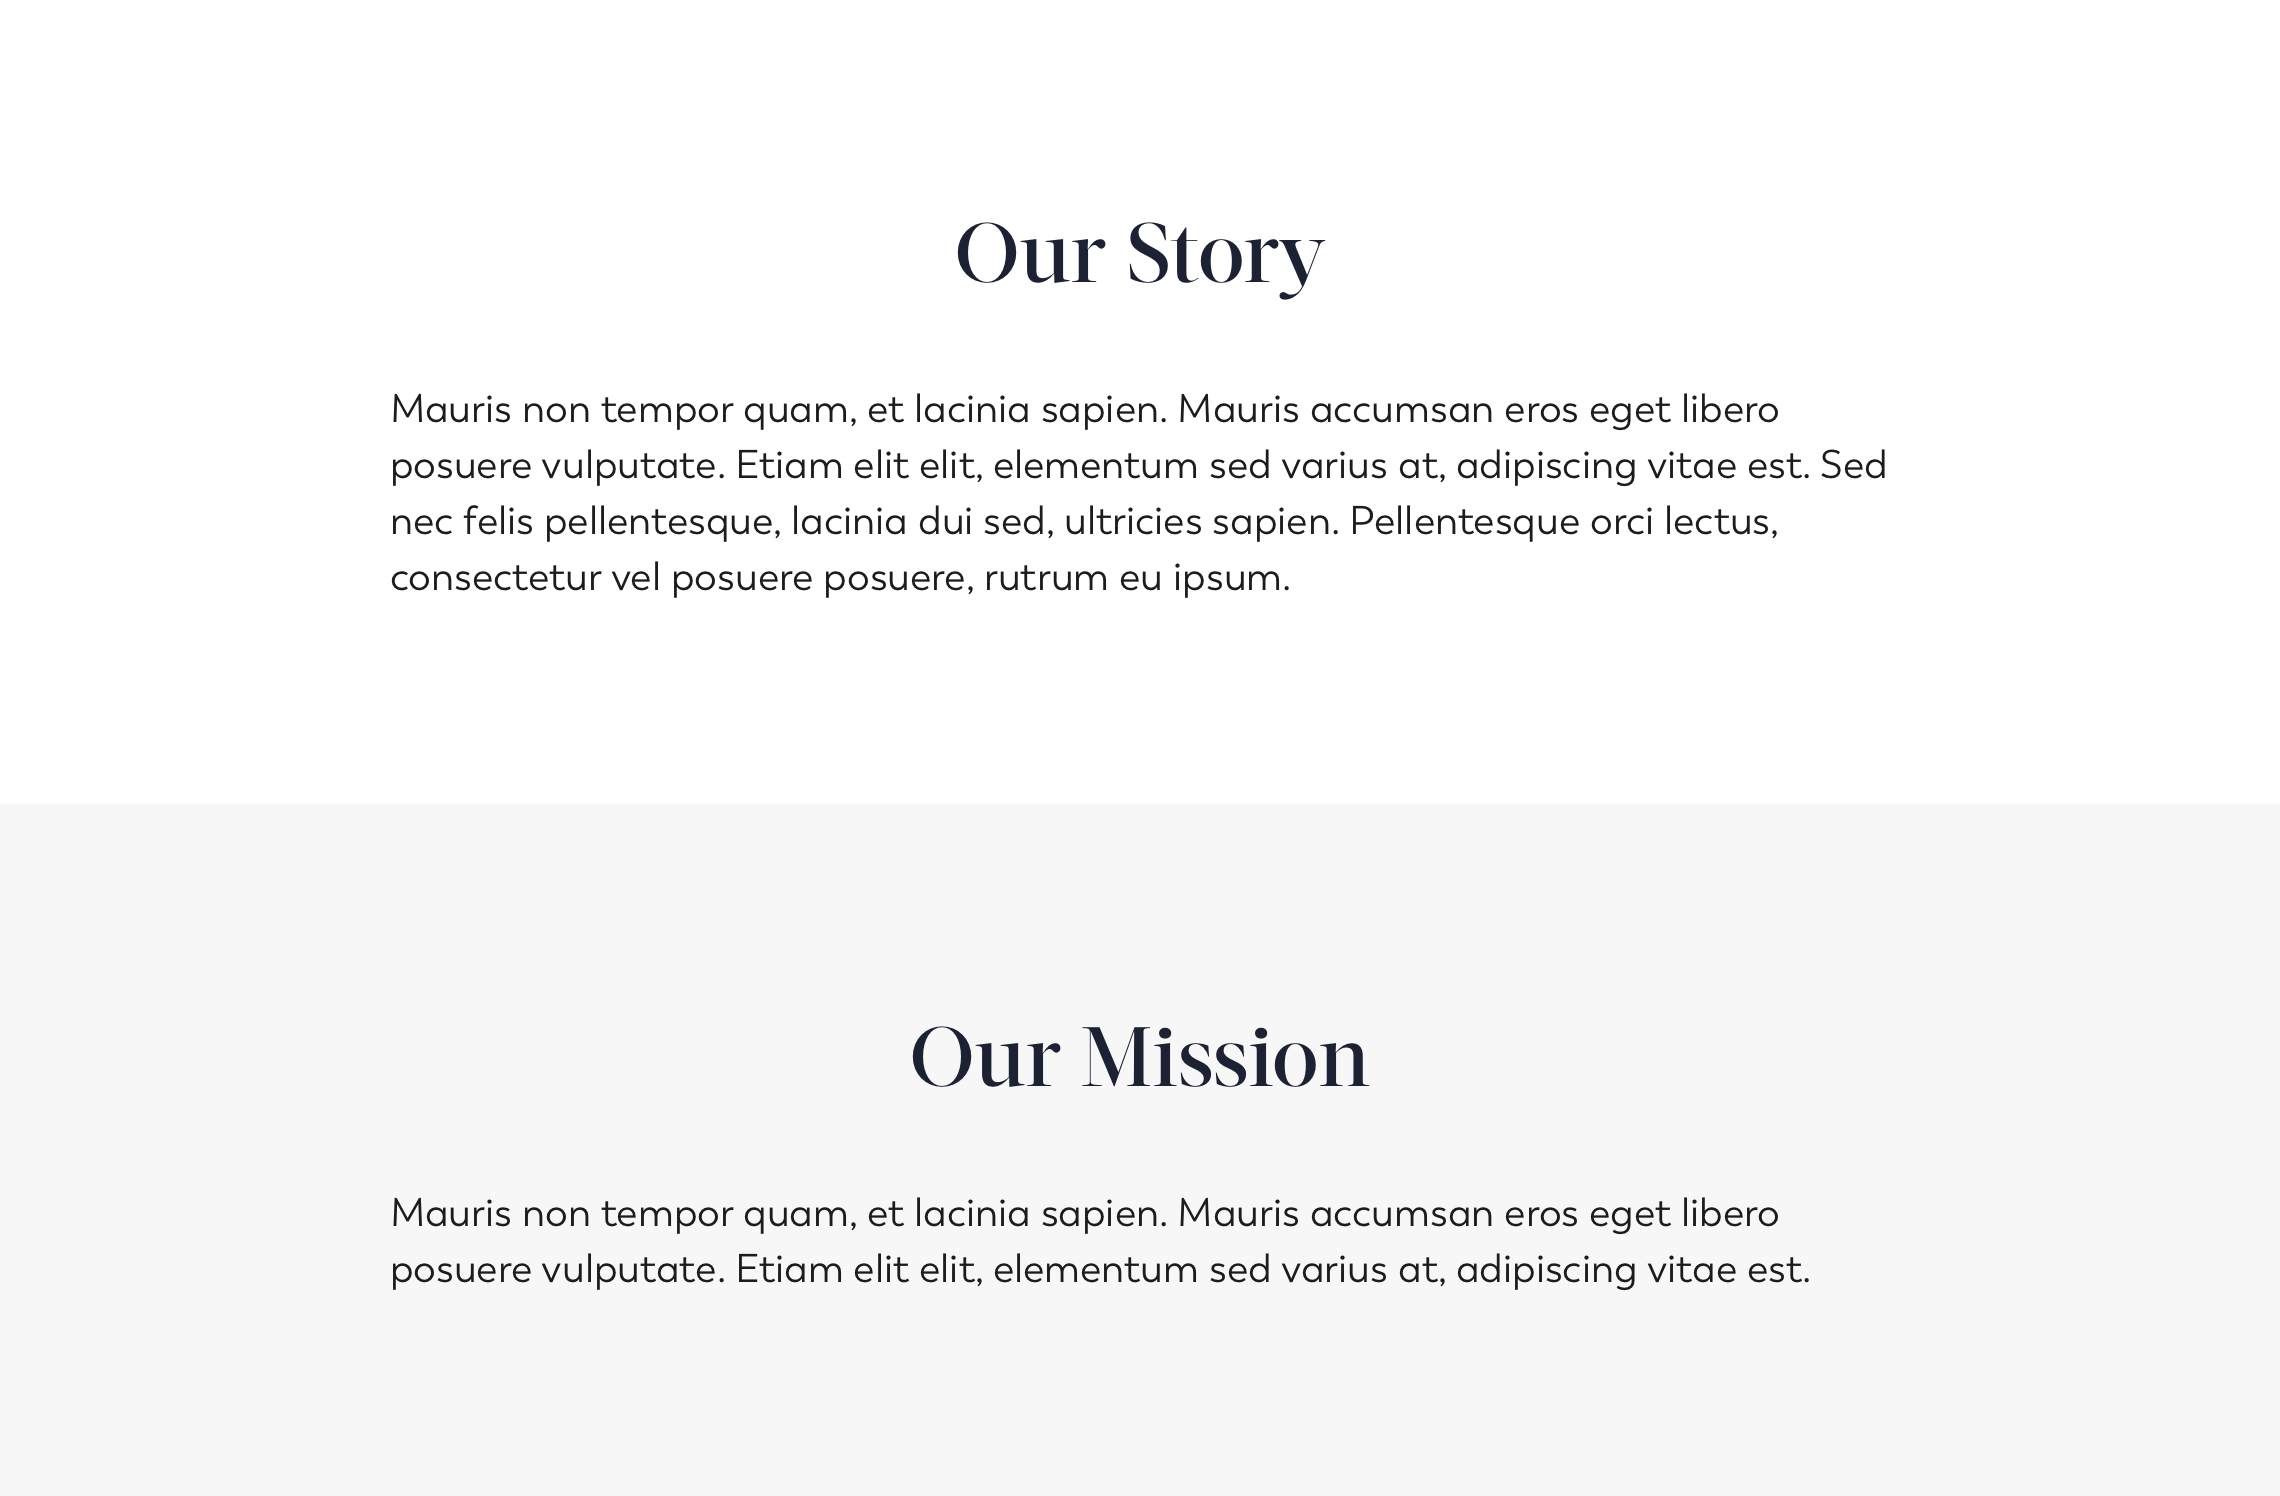 Our Story
Mauris non tempor quam, et lacinia sapien. Mauris accumsan eros eget libero
posuere vulputate. Etiam elit elit, elementum sed varius at, adipiscing vitae est. Sed
nec felis pellentesque, lacinia dui sed, ultricies sapien. Pellentesque orci lectus,
consectetur vel posuere posuere, rutrum eu ipsum.
Our Mission
Mauris non tempor quam, et lacinia sapien. Mauris accumsan eros eget libero
posuere vulputate. Etiam elit elit, elementum sed varius at, adipiscing vitae est.